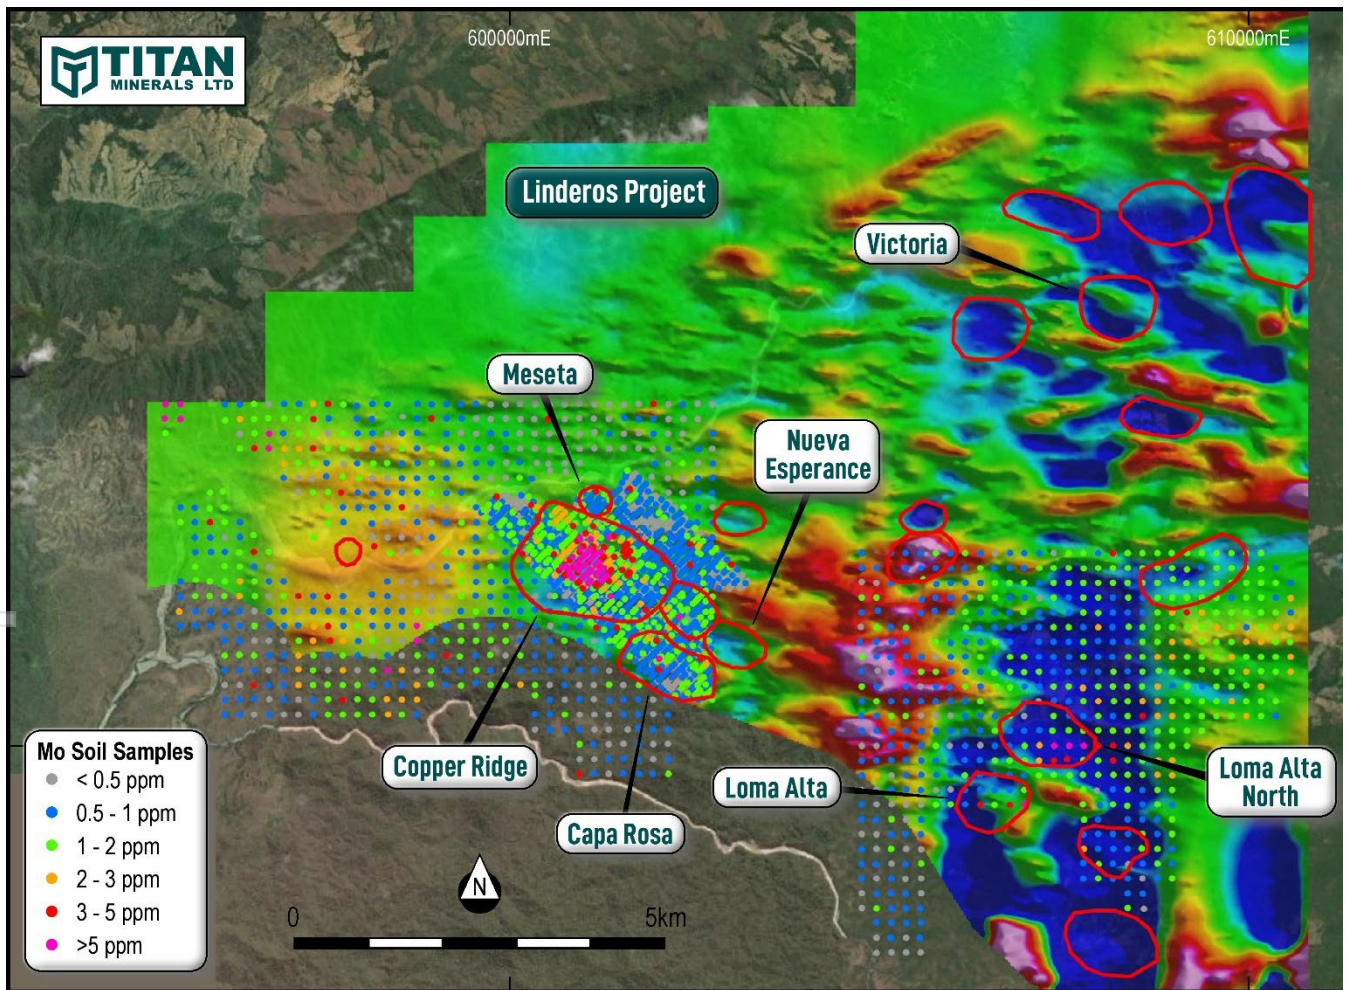 600000mE
610000mE
TITAN
MINERALS LTD
Linderos Project
Victoria
Meseta
Nueva
Esperance
Copper Ridge
Loma Alta
Loma Alta
North
Capa Rosa
Mo Soil Samples
< 0.5 ppm
0.5 - 1 ppm
1 - 2 ppm
2 - 3 ppm
3 - 5 ppm
>5 ppm
N
0
5km